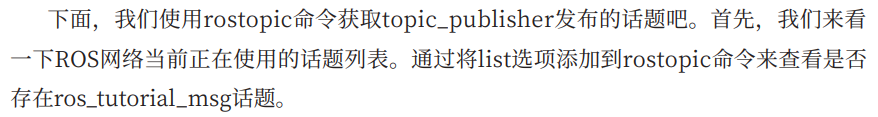 下面，我们使用rostopic命令获取topic_publisher发布的话题吧。首先，我们来看
一下ROS网络当前正在使用的话题列表。通过将list选项添加到rostopic命令来查看是否
存在ros_tutorial_msg话题。